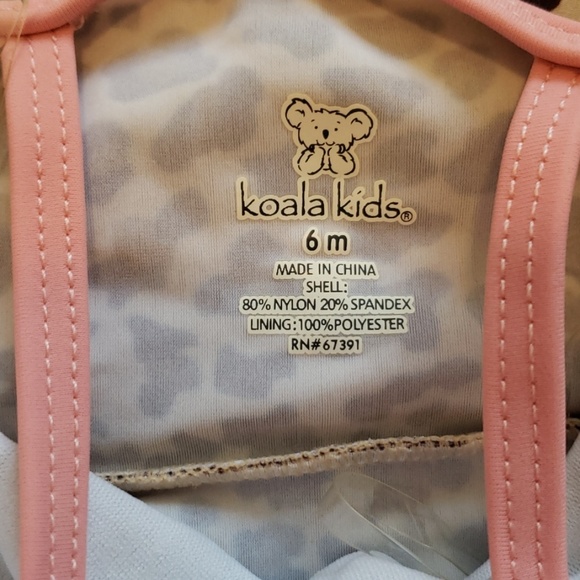 koala kids®
6 m
MADE IN CHINA
SHELL:
80% NYLON 20% SPANDEX
LINING:100%POLYESTER
RN#67391